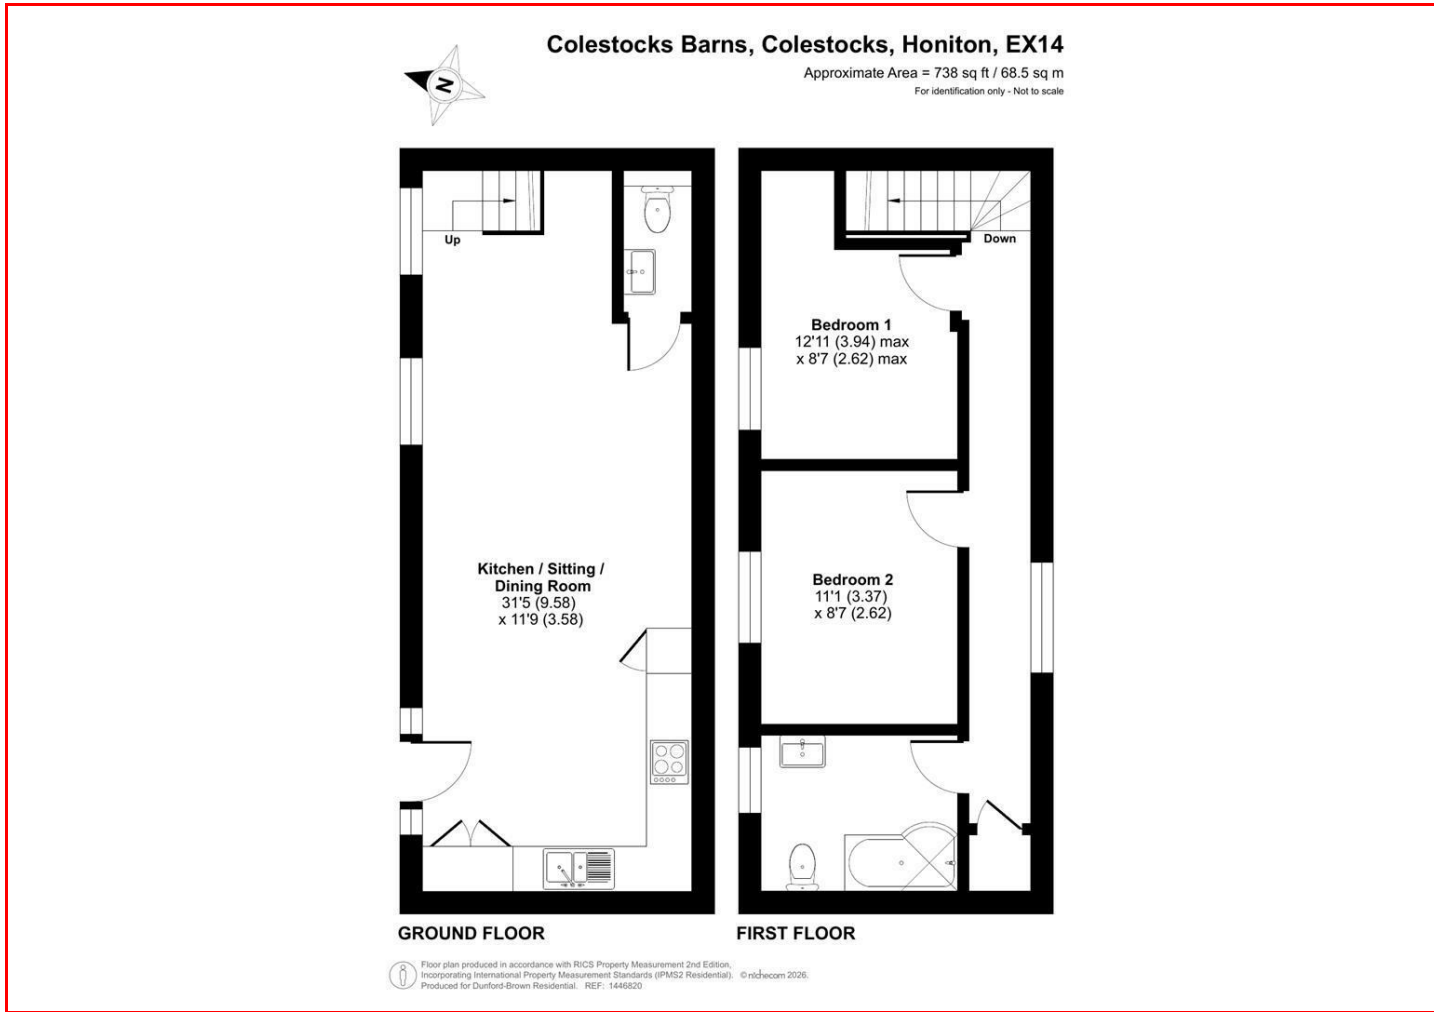 Colestocks Barns, Colestocks, Honiton, EX14
Approximate Area = 738 sq ft / 68.5 sq m
For identification only - Not to scale
N
Up
Down
Bedroom 1
12'11 (3.94) max
x 8'7 (2.62) max
Kitchen / Sitting /
Dining Room
31'5 (9.58)
x 11'9 (3.58)
Bedroom 2
11'1 (3.37)
x 8'7 (2.62)
GROUND FLOOR
FIRST FLOOR
Floor plan produced in accordance with RICS Property Measurement 2nd Edition,
Incorporating International Property Measurement Standards (IPMS2 Residential). © nichecom 2026.
Produced for Dunford-Brown Residential. REF: 1446820